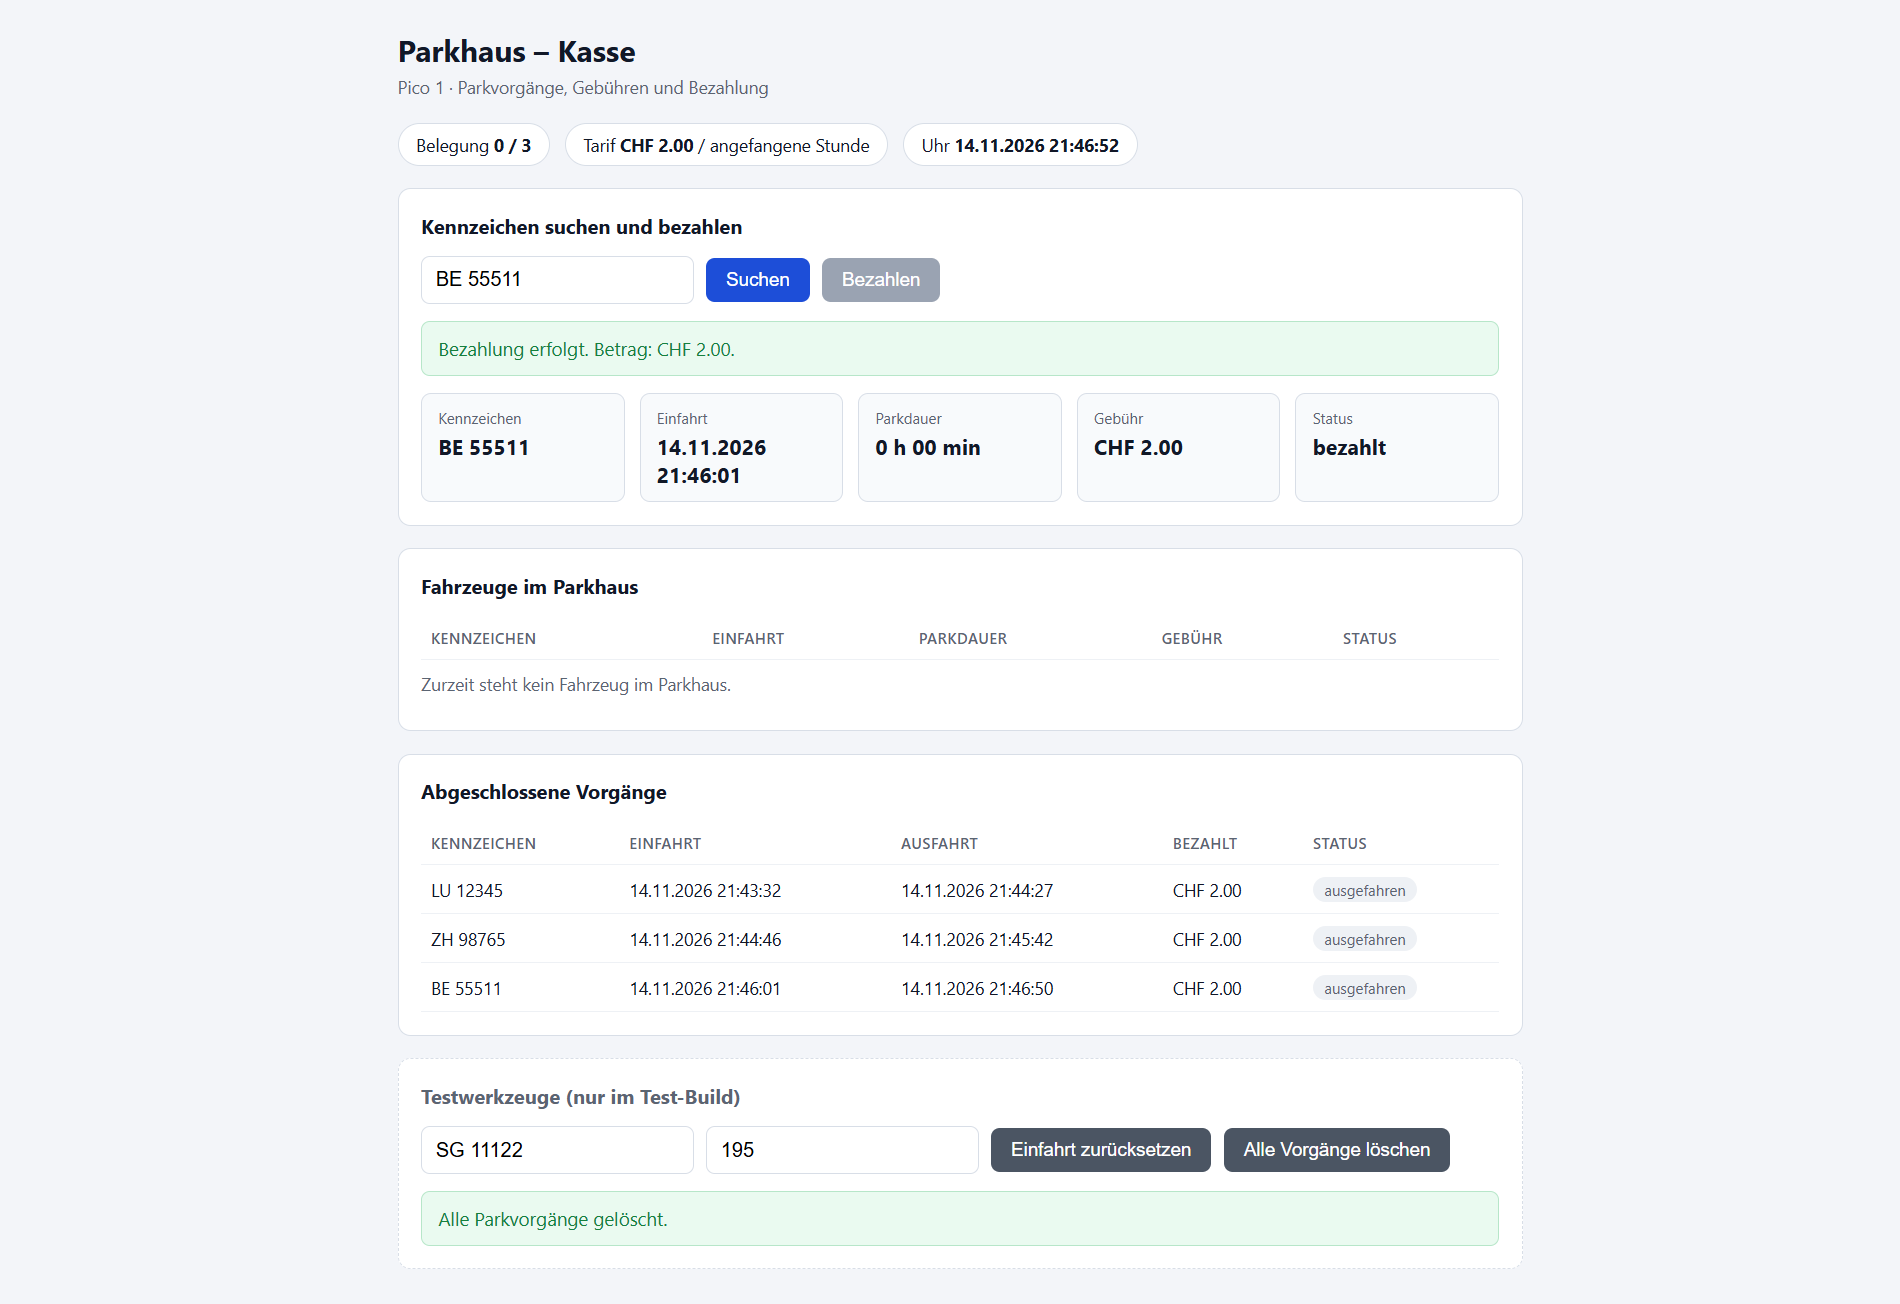 Parkhaus – Kasse
Pico 1 · Parkvorgänge, Gebühren und Bezahlung
Belegung 0 / 3 Tarif CHF 2.00 / angefangene Stunde Uhr 14.11.2026 21:46:52
Kennzeichen suchen und bezahlen
BE 55511 Suchen Bezahlen
Bezahlung erfolgt. Betrag: CHF 2.00.
Kennzeichen Einfahrt Parkdauer Gebühr Status
BE 55511 14.11.2026 0 h 00 min CHF 2.00 bezahlt
21:46:01
Fahrzeuge im Parkhaus
KENNZEICHEN EINFAHRT PARKDAUER GEBÜHR STATUS
Zurzeit steht kein Fahrzeug im Parkhaus.
Abgeschlossene Vorgänge
KENNZEICHEN EINFAHRT AUSFAHRT BEZAHLT STATUS
LU 12345 14.11.2026 21:43:32 14.11.2026 21:44:27 CHF 2.00 ausgefahren
ZH 98765 14.11.2026 21:44:46 14.11.2026 21:45:42 CHF 2.00 ausgefahren
BE 55511 14.11.2026 21:46:01 14.11.2026 21:46:50 CHF 2.00 ausgefahren
Testwerkzeuge (nur im Test-Build)
SG 11122 195 Einfahrt zurücksetzen Alle Vorgänge löschen
Alle Parkvorgänge gelöscht.